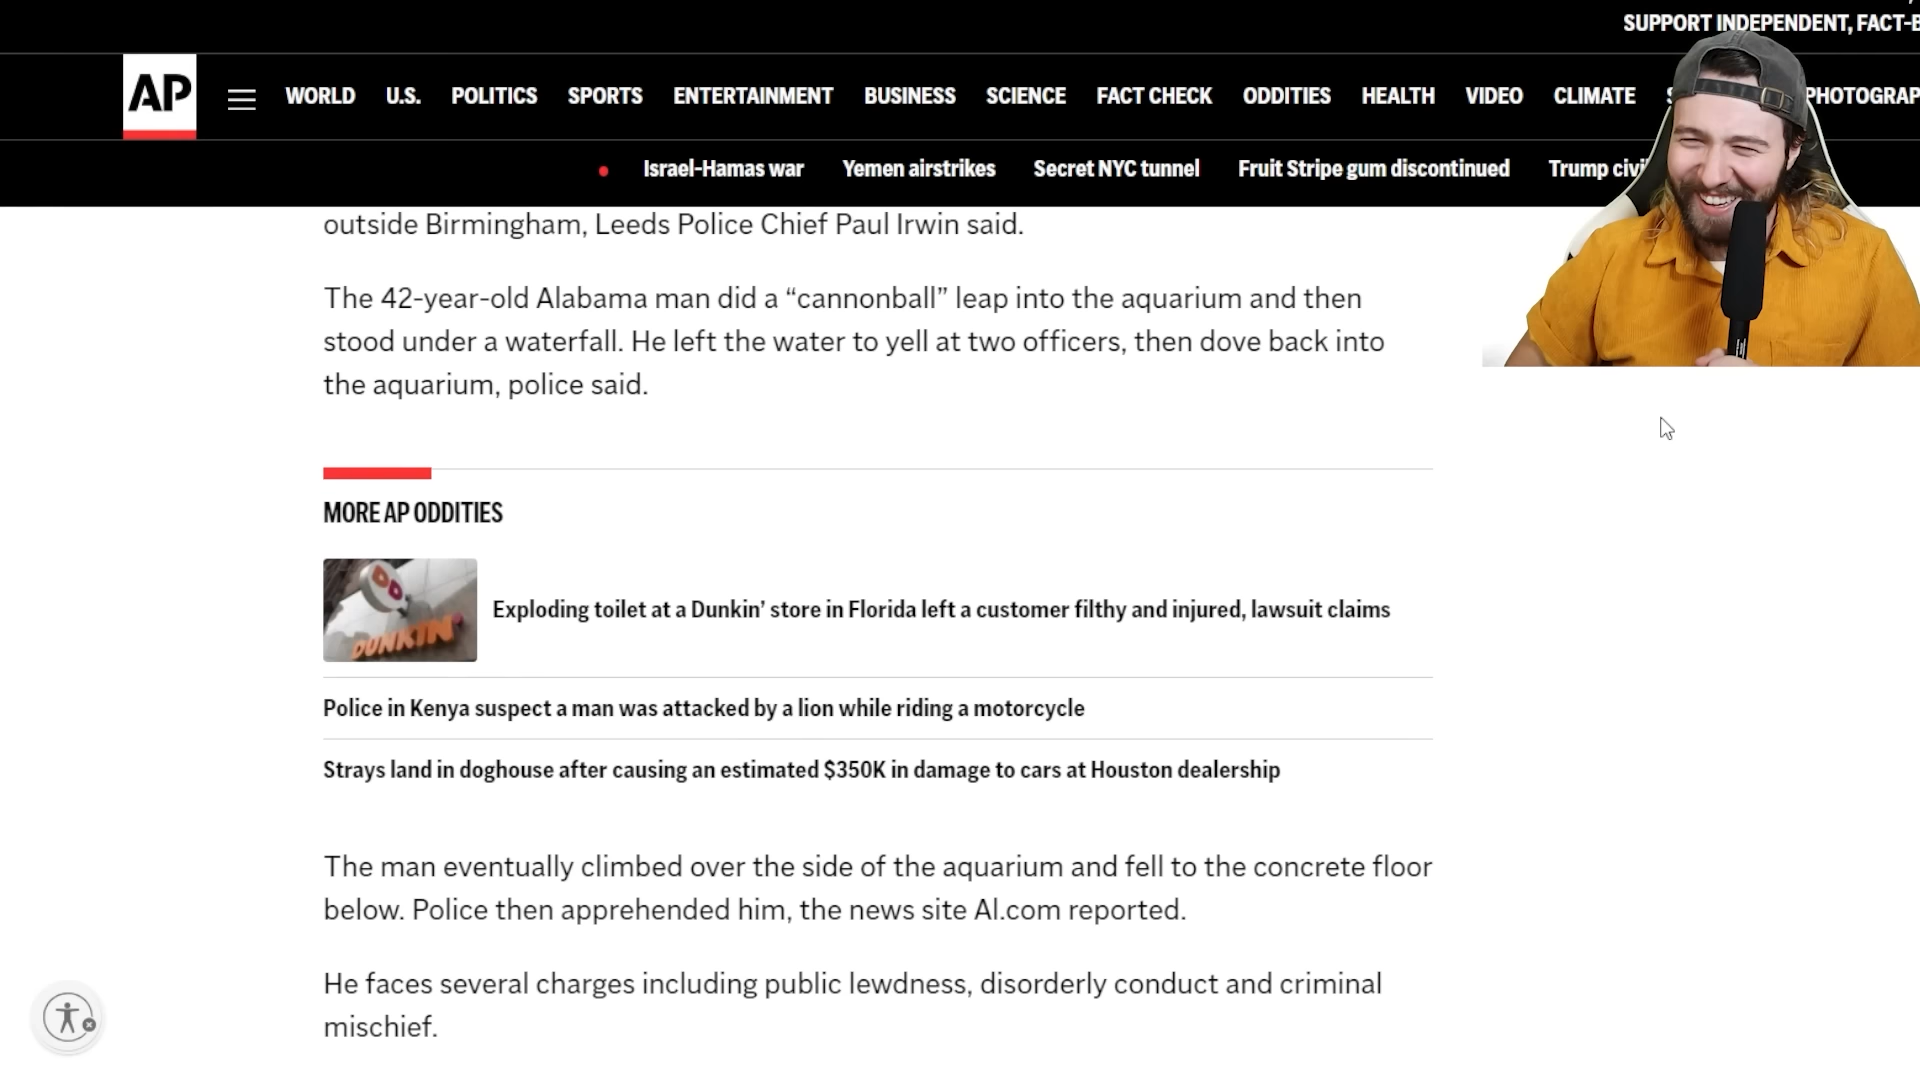 SUPPORT INDEPENDENT, FACT-B
AP
WORLD U.S. POLITICS SPORTS ENTERTAINMENT BUSINESS SCIENCE FACT CHECK ODDITIES HEALTH VIDEO CLIMATE PHOTOGRAP
Israel-Hamas war Yemen airstrikes Secret NYC tunnel Fruit Stripe gum discontinued Trump civi
outside Birmingham, Leeds Police Chief Paul Irwin said.
The 42-year-old Alabama man did a “cannonball” leap into the aquarium and then
stood under a waterfall. He left the water to yell at two officers, then dove back into
the aquarium, police said.
MORE AP ODDITIES
DD
DUNKIN'
Exploding toilet at a Dunkin’ store in Florida left a customer filthy and injured, lawsuit claims
Police in Kenya suspect a man was attacked by a lion while riding a motorcycle
Strays land in doghouse after causing an estimated $350K in damage to cars at Houston dealership
The man eventually climbed over the side of the aquarium and fell to the concrete floor
below. Police then apprehended him, the news site Al.com reported.
He faces several charges including public lewdness, disorderly conduct and criminal
mischief.